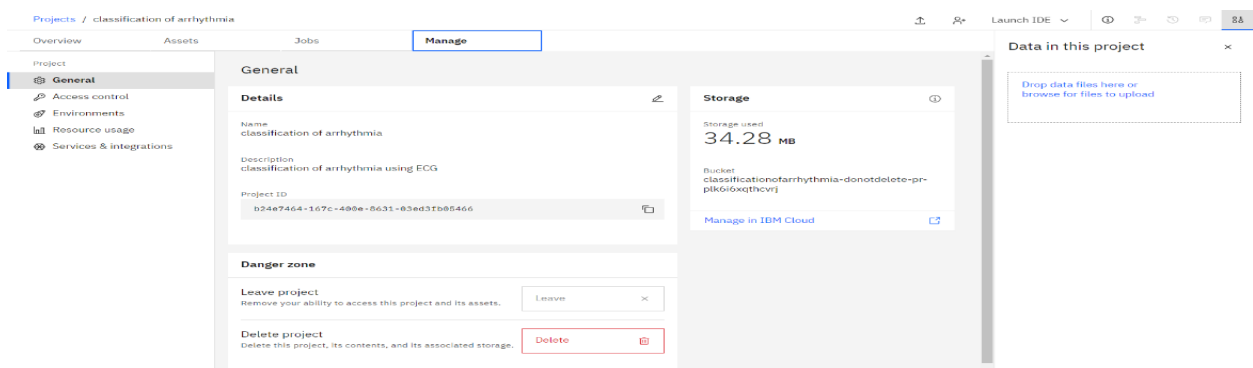 Projects / classification of arrhythmia
Launch IDE
Overview
Assets
Jobs
Manage
Project
General
Access control
Environments
Resource usage
Services & integrations
General
Details
Name
classification of arrhythmia
Description
classification of arrhythmia using ECG
Project ID
b24e7464-167c-400e-8631-03ed3fb05466
Danger zone
Leave project
Remove your ability to access this project and its assets.
Leave
Delete project
Delete this project, its contents, and its associated storage.
Delete
Storage
Storage used
34.28 MB
Bucket
classificationofarrhythmia-donotdelete-pr-
plk6i6xqthcvrj
Manage in IBM Cloud
Data in this project
Drop data files here or
browse for files to upload